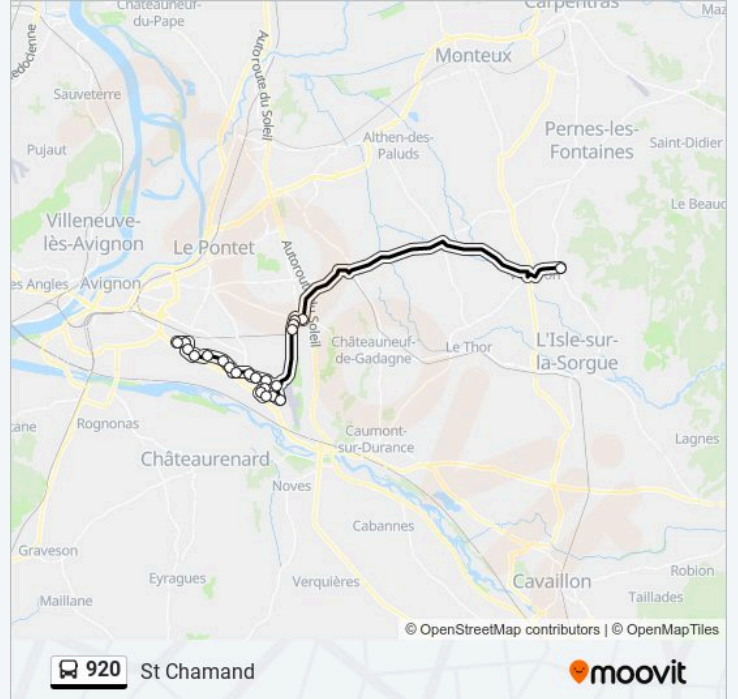 Châteauneuf-
du-Pape
Carpentras
Monteux
Autoroute du Soleil
Sauveterre
Althen-des-
Paluds
Pernes-les-
Fontaines
Saint-Didier
Pujaut
Le Beauc
Villeneuve-
lès-Avignon
Le Pontet
es Angles
Avignon
Autoroute du Soleil
Châteauneuf-
de-Gadagne
Le Thor
L'Isle-sur-
la-Sorgue
Rognonas
Caumont-
sur-Durance
Lagnes
Châteaurenard
Noves
Cabannes
Graveson
Eyragues
Verquières
Cavaillon
Robion
Maillane
Taillades
© OpenStreetMap contributors | © OpenMapTiles
920 St Chamand
moovit